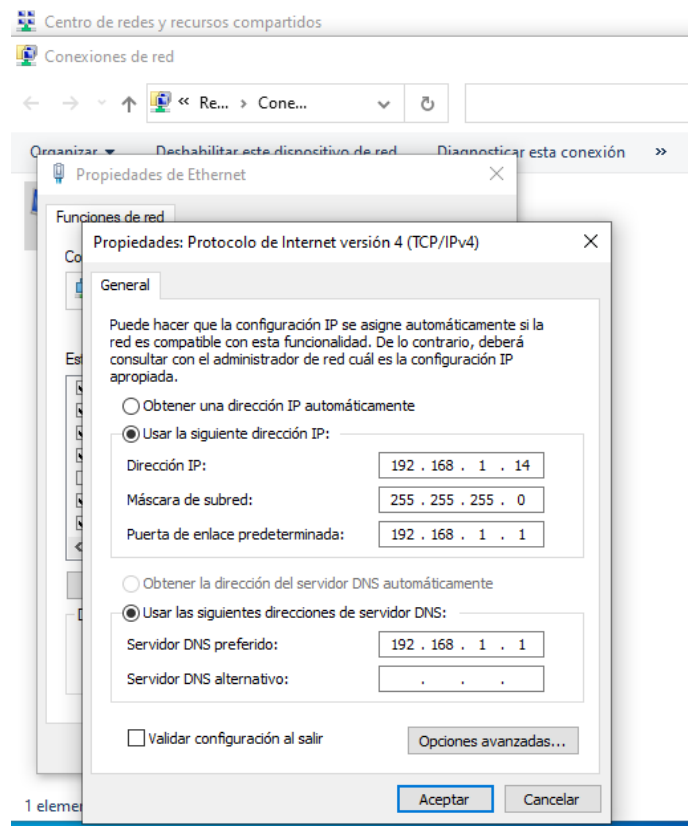 Centro de redes y recursos compartidos
Conexiones de red
« Re... > Cone...
Organizar Deshabilitar este dispositivo de red Diagnosticar esta conexión »
Propiedades de Ethernet
Funciones de red
Propiedades: Protocolo de Internet versión 4 (TCP/IPv4)
Co
General
Puede hacer que la configuración IP se asigne automáticamente si la
red es compatible con esta funcionalidad. De lo contrario, deberá
consultar con el administrador de red cuál es la configuración IP
apropiada.
Obtener una dirección IP automáticamente
Usar la siguiente dirección IP:
Dirección IP: 192 . 168 . 1 . 14
Máscara de subred: 255 . 255 . 255 . 0
Puerta de enlace predeterminada: 192 . 168 . 1 . 1
Obtener la dirección del servidor DNS automáticamente
Usar las siguientes direcciones de servidor DNS:
Servidor DNS preferido: 192 . 168 . 1 . 1
Servidor DNS alternativo: . . .
Validar configuración al salir
Opciones avanzadas...
Aceptar Cancelar
1 elemen